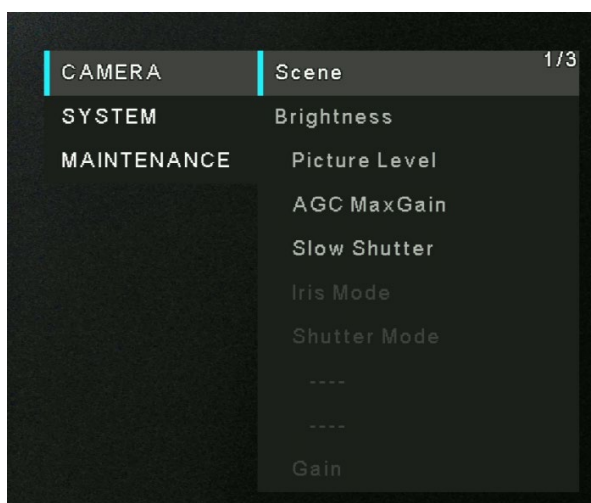 1/3
CAMERA
SYSTEM
MAINTENANCE
Scene
Brightness
Picture Level
AGC MaxGain
Slow Shutter
Iris Mode
Shutter Mode
----
----
Gain